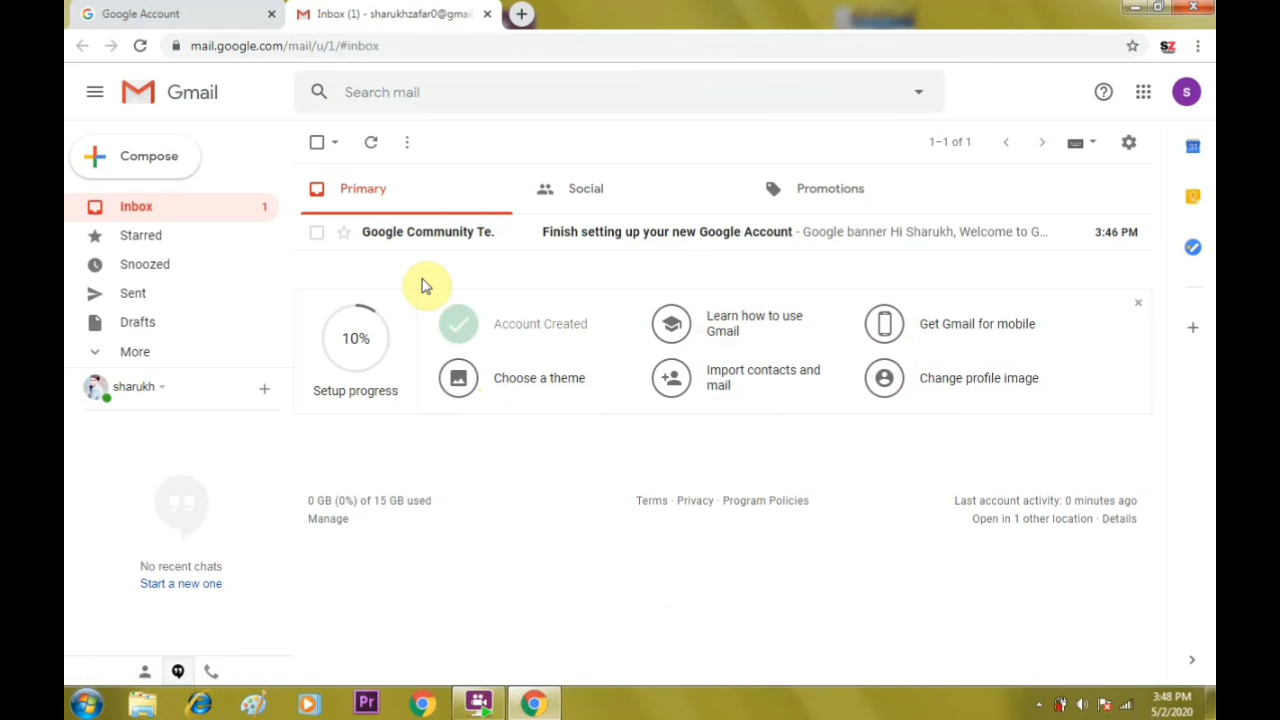 Google Account
Inbox (1) - sharukhzafar0@gmai
mail.google.com/mail/u/1/#inbox
SZ
Gmail
Search mail
S
Compose
1–1 of 1
31
Primary
Social
Promotions
Inbox
1
Starred
Snoozed
Sent
Drafts
More
sharukh
Google Community Te.
Finish setting up your new Google Account - Google banner Hi Sharukh, Welcome to G...
3:46 PM
10%
Setup progress
Account Created
Learn how to use
Gmail
Get Gmail for mobile
Choose a theme
Import contacts and
mail
Change profile image
0 GB (0%) of 15 GB used
Manage
Terms · Privacy · Program Policies
Last account activity: 0 minutes ago
Open in 1 other location · Details
No recent chats
Start a new one
Pr
3:48 PM
5/2/2020